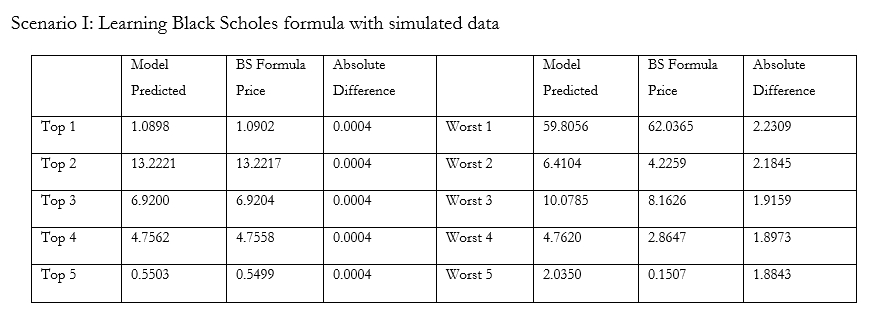 Scenario I: Learning Black Scholes formula with simulated data
Model Predicted BS Formula Price Absolute Difference Model Predicted BS Formula Price Absolute Difference
Top 1 1.0898 1.0902 0.0004 Worst 1 59.8056 62.0365 2.2309
Top 2 13.2221 13.2217 0.0004 Worst 2 6.4104 4.2259 2.1845
Top 3 6.9200 6.9204 0.0004 Worst 3 10.0785 8.1626 1.9159
Top 4 4.7562 4.7558 0.0004 Worst 4 4.7620 2.8647 1.8973
Top 5 0.5503 0.5499 0.0004 Worst 5 2.0350 0.1507 1.8843